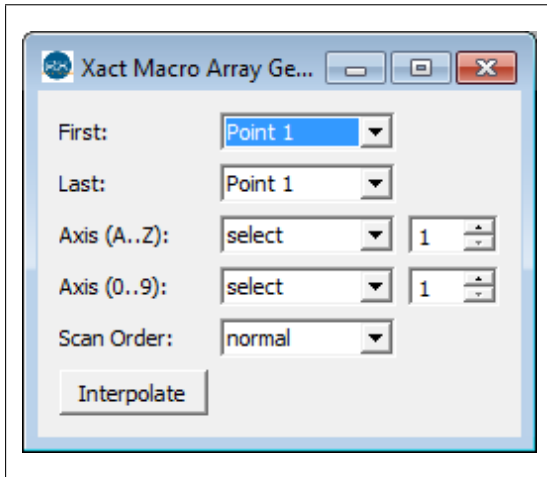 Xact Macro Array Ge...
First: Point 1
Last: Point 1
Axis (A..Z): select 1
Axis (0..9): select 1
Scan Order: normal
Interpolate